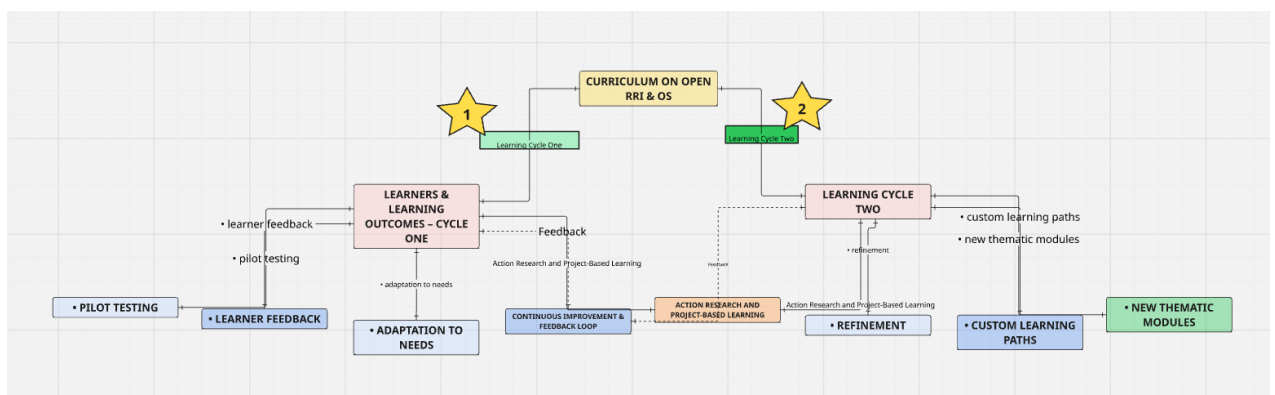 CURRICULUM ON OPEN
RRI & OS
1
2
Learning Cycle One
Learning Cycle Two
LEARNERS &
LEARNING
OUTCOMES – CYCLE
ONE
LEARNING CYCLE
TWO
• learner feedback
Feedback
• custom learning paths
• new thematic modules
• pilot testing
• refinement
Action Research and Project-Based Learning
Feedback
• adaptation to needs
• PILOT TESTING
• LEARNER FEEDBACK
• ADAPTATION TO
NEEDS
CONTINUOUS IMPROVEMENT &
FEEDBACK LOOP
ACTION RESEARCH AND
PROJECT-BASED LEARNING
Action Research and Project-Based Learning
• REFINEMENT
• CUSTOM LEARNING
PATHS
• NEW THEMATIC
MODULES